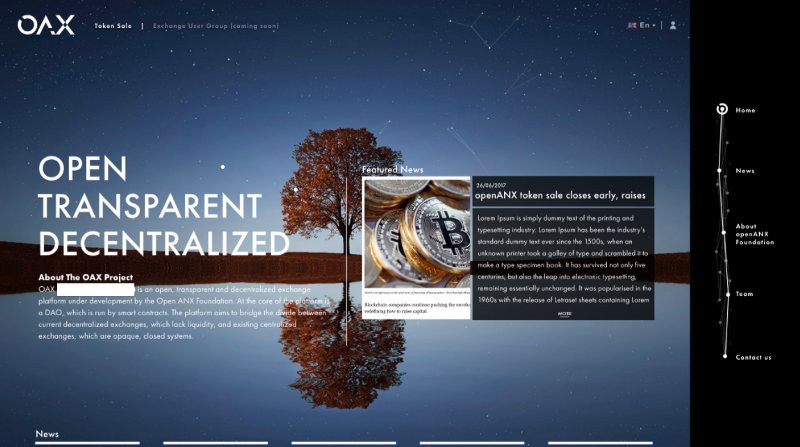 OAX
Token Sale | Exchange User Group (coming soon)
En
OPEN
TRANSPARENT
DECENTRALIZED
About The OAX Project
OAX is an open, transparent and decentralized exchange
platform under development by the Open ANX Foundation. At the core of the platform is
a DAO, which is run by smart contracts. The platform aims to bridge the divide between
current decentralized exchanges, which lack liquidity, and existing centralized
exchanges, which are opaque, closed systems.
Featured News
Blockchain companies continue pushing the
redefining how to raise capital.
26/06/2017
openANX token sale closes early, raises
Lorem Ipsum is simply dummy text of the printing and
typesetting industry. Lorem Ipsum has been the industry's
standard dummy text ever since the 1500s, when an
unknown printer took a galley of type and scrambled it to
make a type specimen book. It has survived not only five
centuries, but also the leap into electronic typesetting,
remaining essentially unchanged. It was popularised in the
1960s with the release of Letraset sheets containing Lorem
MORE
Home
News
About
openANX
Foundation
Team
Contact us
News